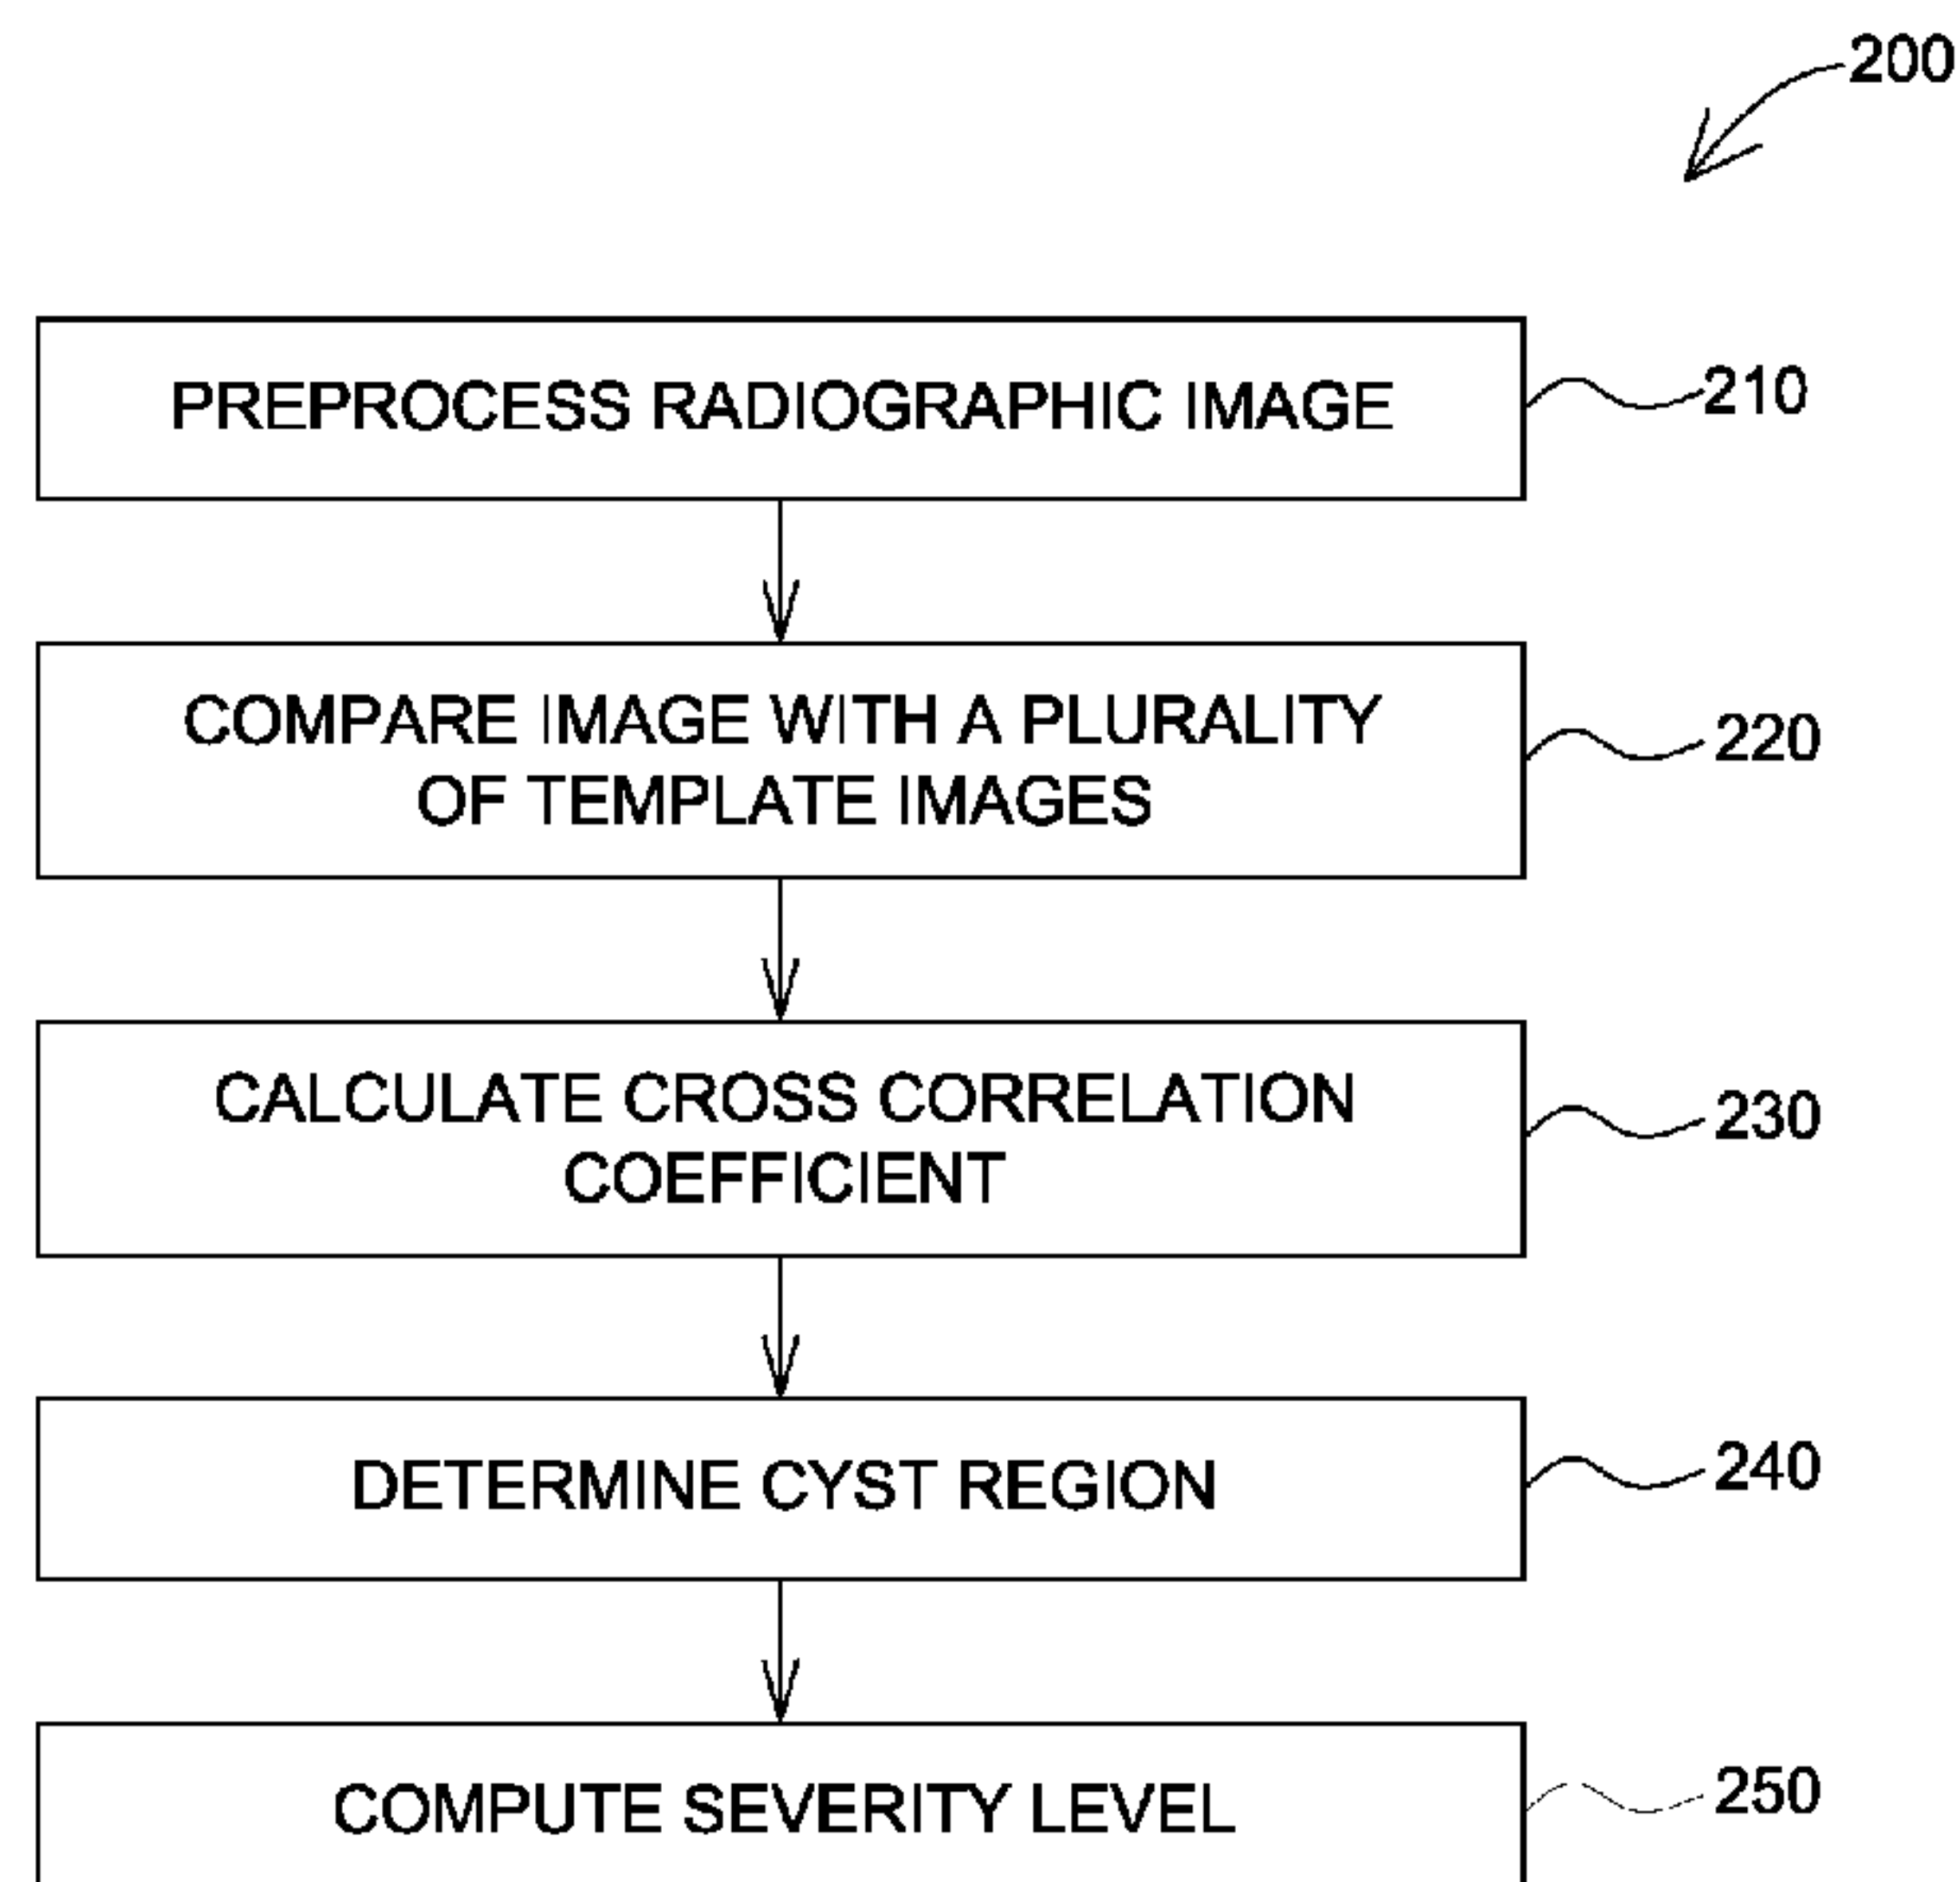 200
PREPROCESS RADIOGRAPHIC IMAGE
210
COMPARE IMAGE WITH A PLURALITY
OF TEMPLATE IMAGES
220
CALCULATE CROSS CORRELATION
COEFFICIENT
230
DETERMINE CYST REGION
240
COMPUTE SEVERITY LEVEL
250